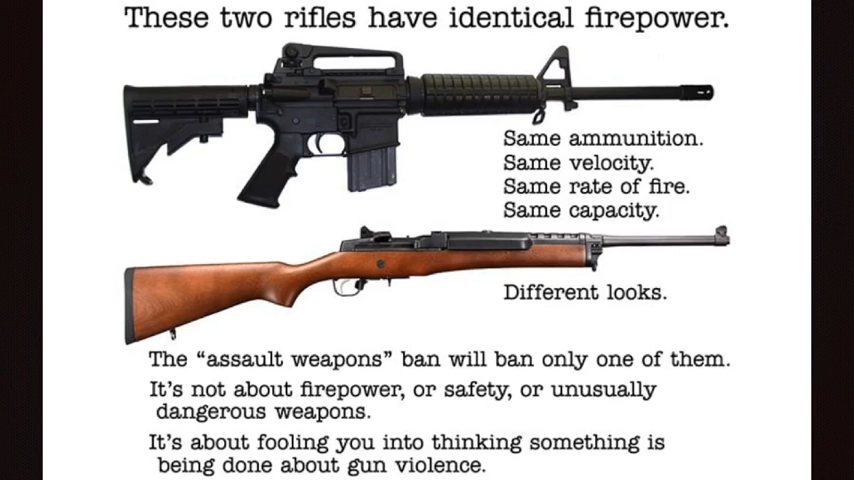 These two rifles have identical firepower.
Same ammunition.
Same velocity.
Same rate of fire.
Same capacity.
Different looks.
The “assault weapons” ban will ban only one of them.
It’s not about firepower, or safety, or unusually
dangerous weapons.
It’s about fooling you into thinking something is
being done about gun violence.